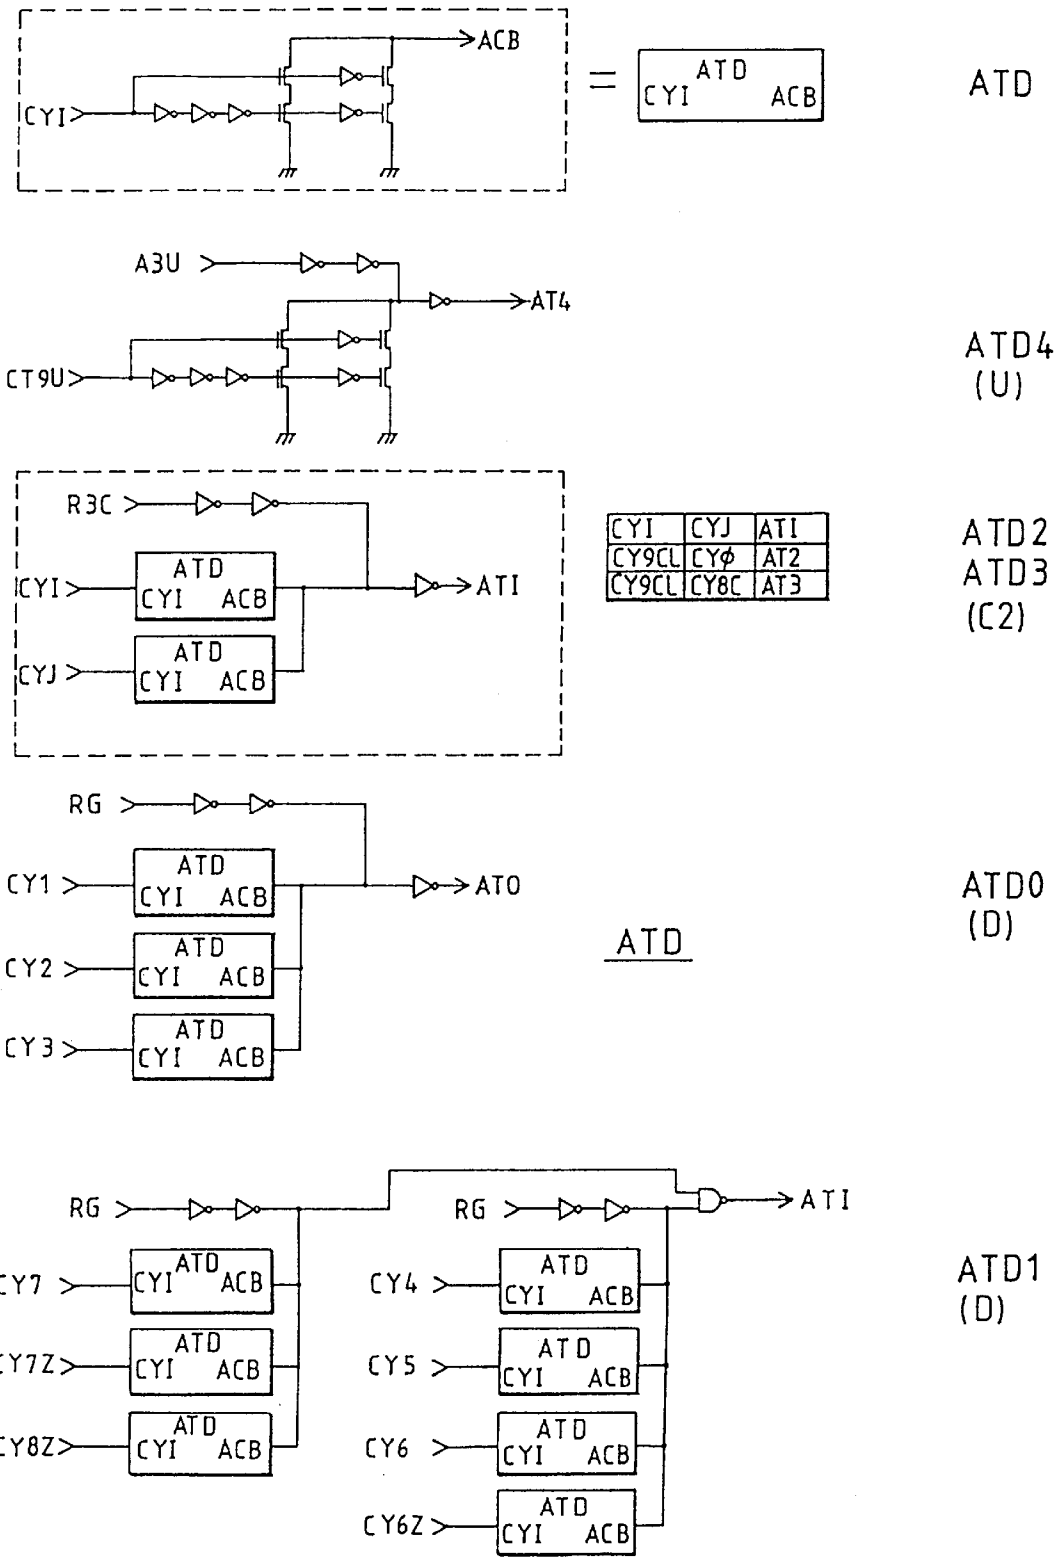 ACB
CYI
=
ATD
CYI ACB
ATD
A3U
AT4
CT9U
ATD4
(U)
R3C
CYI
ATD
CYI ACB
ATI
CYJ
ATD
CYI ACB
CYI CYJ ATI
CY9CL CYφ AT2
CY9CL CY8C AT3
ATD2
ATD3
(C2)
RG
CY1
ATD
CYI ACB
ATO
CY2
ATD
CYI ACB
CY3
ATD
CYI ACB
ATD
ATD0
(D)
RG
RG
ATI
CY7
ATD
CYI ACB
CY4
ATD
CYI ACB
CY7Z
ATD
CYI ACB
CY5
ATD
CYI ACB
CY8Z
ATD
CYI ACB
CY6
ATD
CYI ACB
CY6Z
ATD
CYI ACB
ATD1
(D)